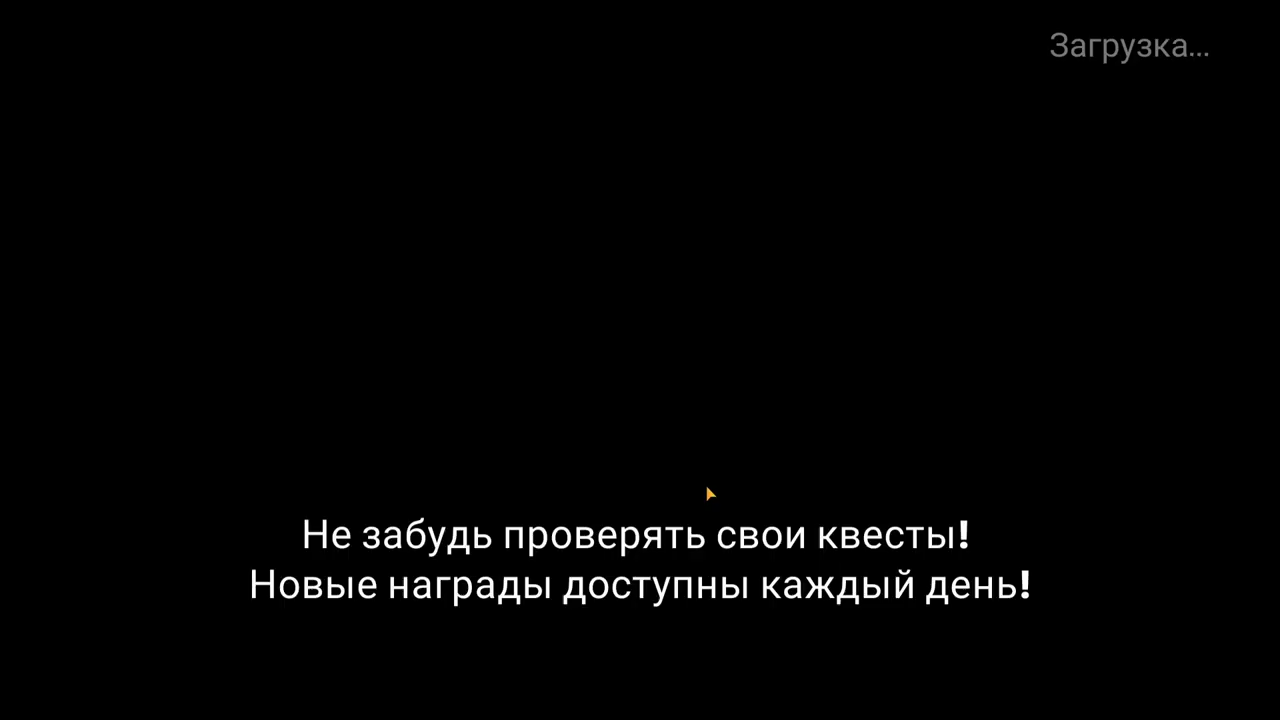 Загрузка...
Не забудь проверять свои квесты!
Новые награды доступны каждый день!